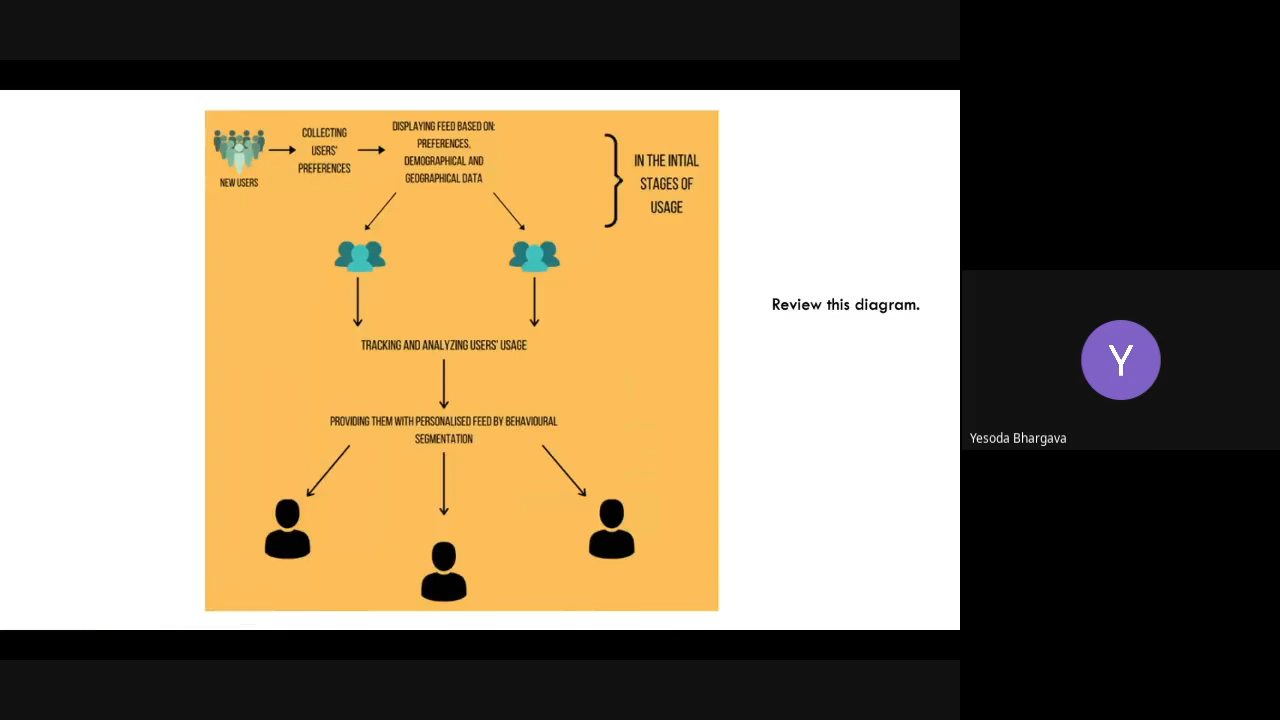 NEW USERS
COLLECTING
USERS'
PREFERENCES
DISPLAYING FEED BASED ON:
PREFERENCES,
DEMOGRAPHICAL AND
GEOGRAPHICAL DATA
IN THE INTIAL
STAGES OF
USAGE
TRACKING AND ANALYZING USERS' USAGE
PROVIDING THEM WITH PERSONALISED FEED BY BEHAVIOURAL
SEGMENTATION
Review this diagram.
Y
Yesoda Bhargava